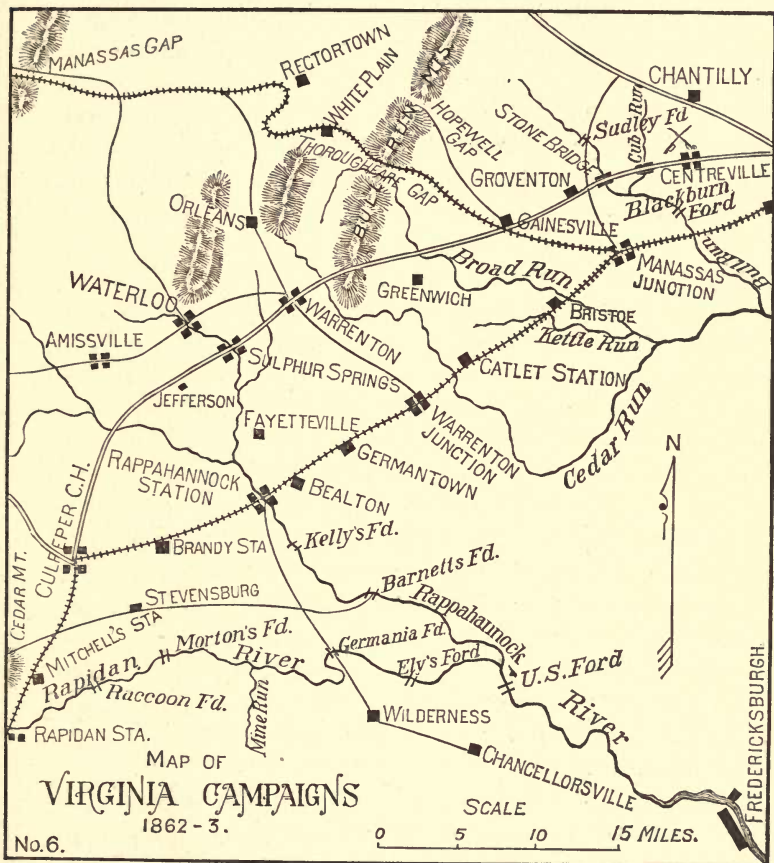 MANASSAS GAP
RECTORTOWN
WHITE PLAIN
BULL RUN MTS
HOPEWELL
GAP
THOROUGHFARE GAP
CHANTILLY
STONE BRIDGE
Sudley Fd
Cub Run
CENTREVILLE
GROVENTON
Blackburn
Ford
Bull Run
ORLEANS
GAINESVILLE
MANASSAS
JUNCTION
Broad Run
GREENWICH
BRISTOE
Kettle Run
WATERLOO
WARRENTON
AMISSVILLE
SULPHUR SPRINGS
CATLET STATION
JEFFERSON
FAYETTEVILLE
WARRENTON
JUNCTION
Cedar Run
N
GERMANTOWN
RAPPAHANNOCK
STATION
BEALTON
CULPEPER C.H.
BRANDY STA
Kelly's Fd.
CEDAR MT.
Barnetts Fd.
STEVENSBURG
Rappahannock
River
MITCHELL'S STA
Morton's Fd.
Rapidan River
Raccoon Fd.
Germania Fd.
Ely's Ford
U.S. Ford
Mine Run
WILDERNESS
RAPIDAN STA.
CHANCELLORSVILLE
FREDERICKSBURGH
MAP OF
VIRGINIA CAMPAIGNS
1862-3.
SCALE
0 5 10 15 MILES.
No.6.